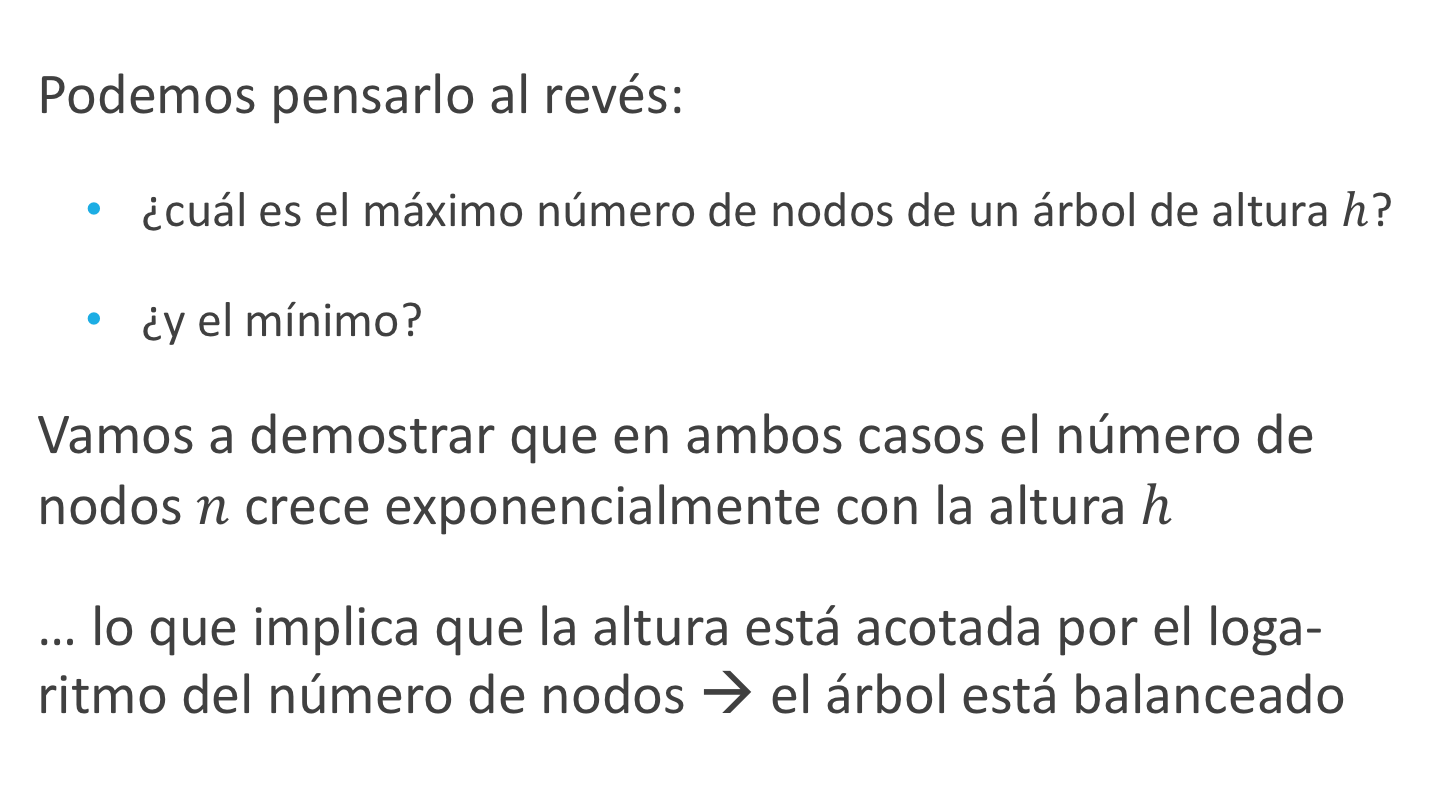 Podemos pensarlo al revés:
• ¿cuál es el máximo número de nodos de un árbol de altura ℎ?
• ¿y el mínimo?
Vamos a demostrar que en ambos casos el número de
nodos 𝑛 crece exponencialmente con la altura ℎ
... lo que implica que la altura está acotada por el loga-
ritmo del número de nodos → el árbol está balanceado